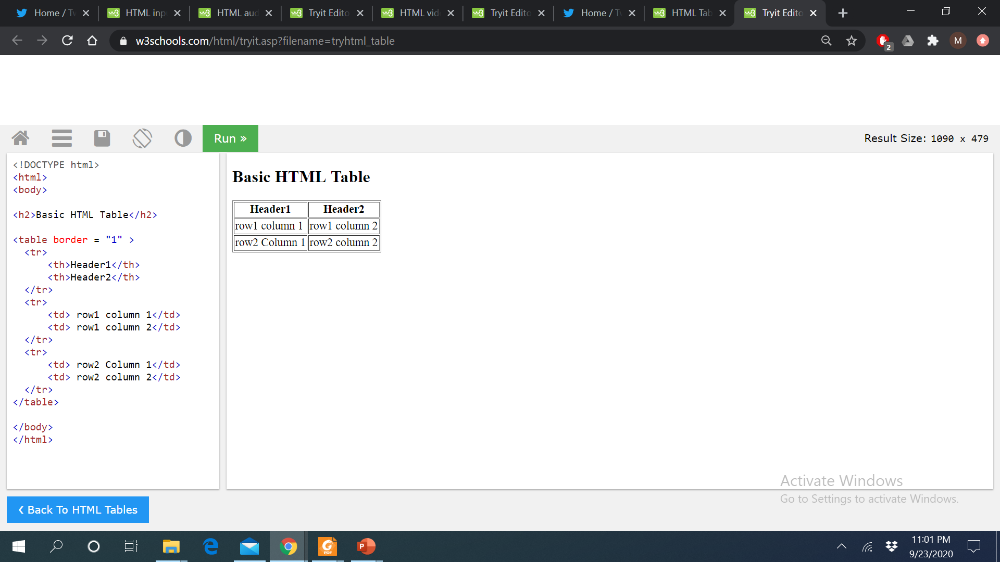 Home / Tw
HTML inp
HTML aud
Tryit Edito
HTML vid
Tryit Edito
Home / Tw
HTML Tab
Tryit Edito
w3schools.com/html/tryit.asp?filename=tryhtml_table
2
M
Run »
Result Size: 1090 x 479
<!DOCTYPE html>
<html>
<body>
<h2>Basic HTML Table</h2>
<table border = "1" >
<tr>
<th>Header1</th>
<th>Header2</th>
</tr>
<tr>
<td> row1 column 1</td>
<td> row1 column 2</td>
</tr>
<tr>
<td> row2 Column 1</td>
<td> row2 column 2</td>
</tr>
</table>
</body>
</html>
Basic HTML Table
Header1 Header2
row1 column 1 row1 column 2
row2 Column 1 row2 column 2
Activate Windows
Go to Settings to activate Windows.
❮ Back To HTML Tables
PDF
P
11:01 PM
9/23/2020